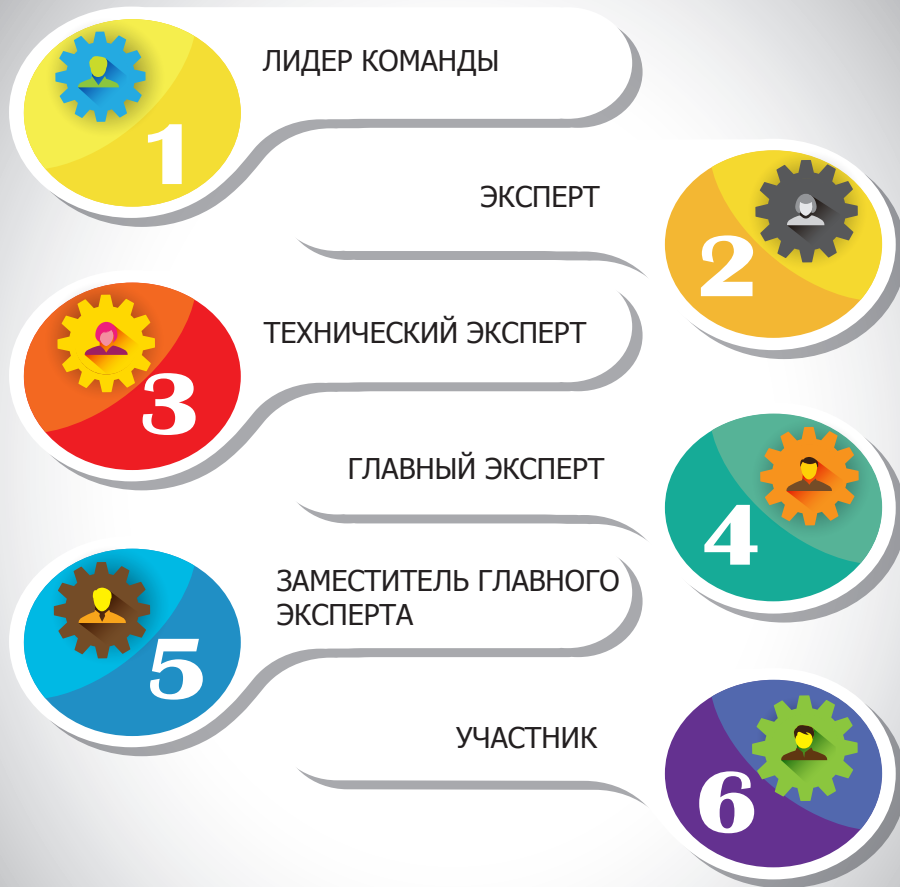 1
ЛИДЕР КОМАНДЫ
ЭКСПЕРТ
2
3
ТЕХНИЧЕСКИЙ ЭКСПЕРТ
ГЛАВНЫЙ ЭКСПЕРТ
4
5
ЗАМЕСТИТЕЛЬ ГЛАВНОГО
ЭКСПЕРТА
УЧАСТНИК
6